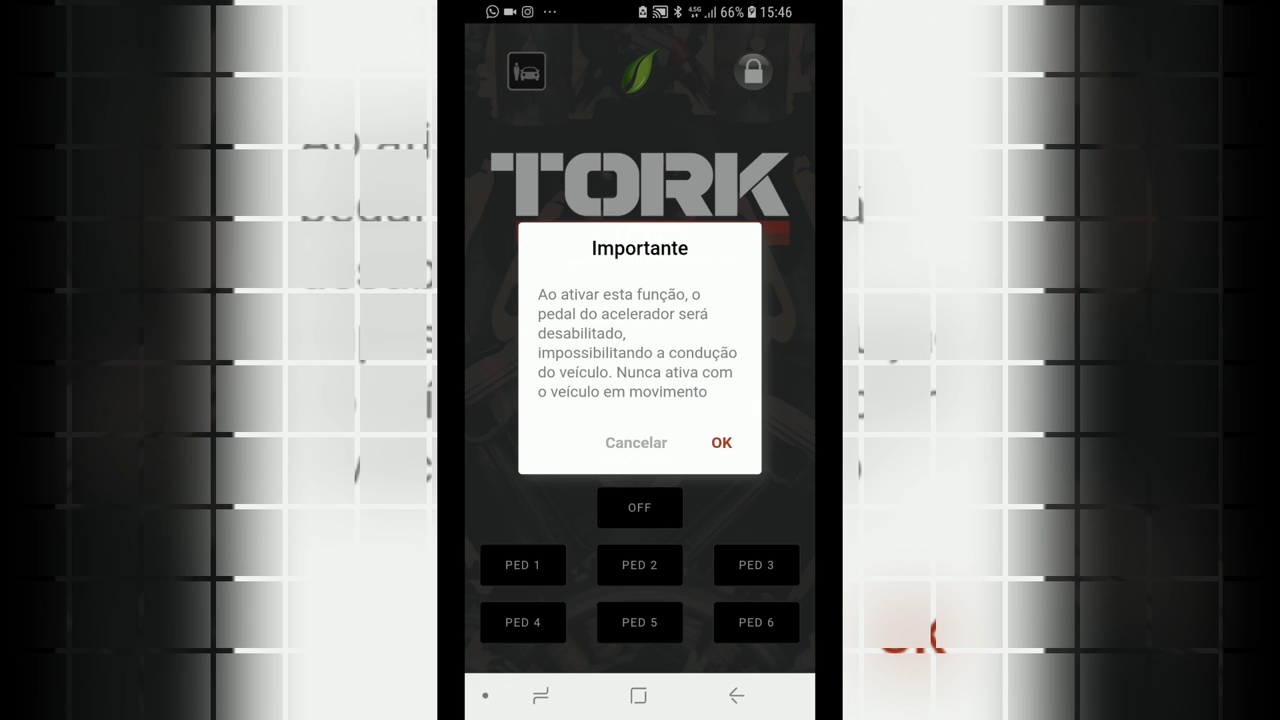 4.5G 66% 15:46
TORK
Importante
Ao ativar esta função, o
pedal do acelerador será
desabilitado,
impossibilitando a condução
do veículo. Nunca ativa com
o veículo em movimento
Cancelar OK
OFF
PED 1 PED 2 PED 3
PED 4 PED 5 PED 6